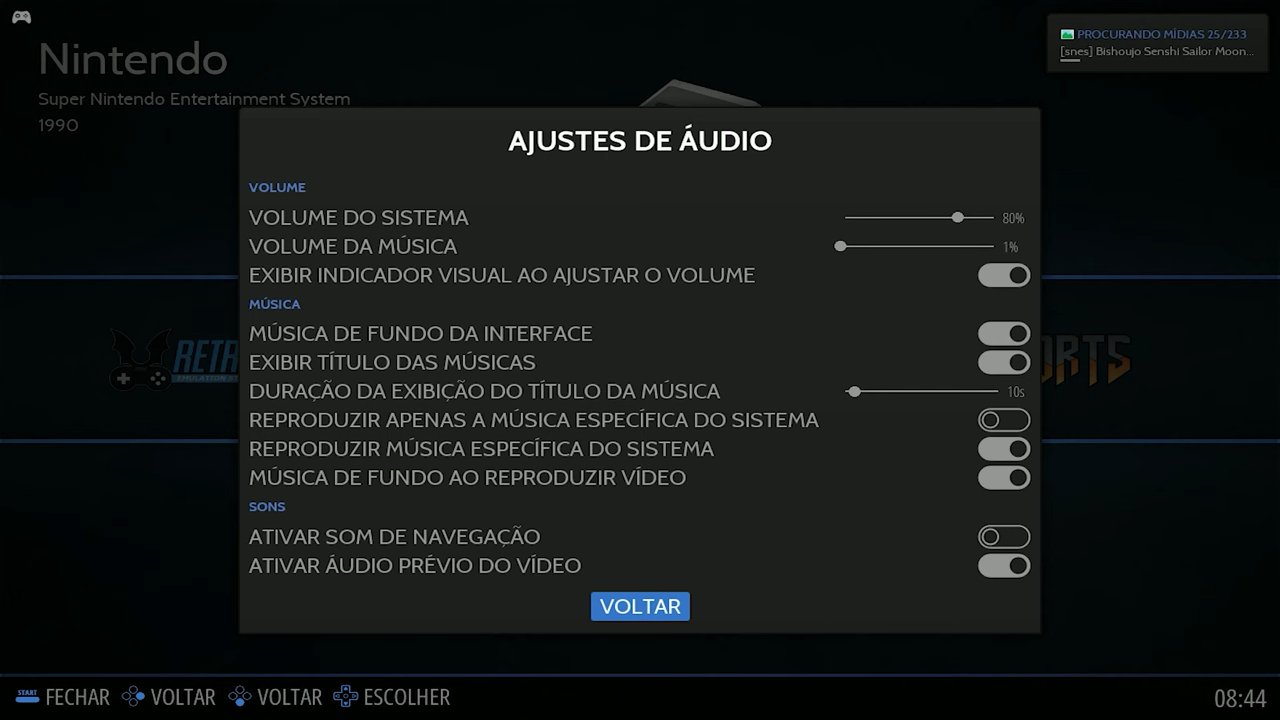 Nintendo
Super Nintendo Entertainment System
1990
PROCURANDO MÍDIAS 25/233
[snes] Bishoujo Senshi Sailor Moon...
AJUSTES DE ÁUDIO
VOLUME
VOLUME DO SISTEMA 80%
VOLUME DA MÚSICA 1%
EXIBIR INDICADOR VISUAL AO AJUSTAR O VOLUME
MÚSICA
MÚSICA DE FUNDO DA INTERFACE
EXIBIR TÍTULO DAS MÚSICAS
DURAÇÃO DA EXIBIÇÃO DO TÍTULO DA MÚSICA 10s
REPRODUZIR APENAS A MÚSICA ESPECÍFICA DO SISTEMA
REPRODUZIR MÚSICA ESPECÍFICA DO SISTEMA
MÚSICA DE FUNDO AO REPRODUZIR VÍDEO
SONS
ATIVAR SOM DE NAVEGAÇÃO
ATIVAR ÁUDIO PRÉVIO DO VÍDEO
VOLTAR
RETR
EMULATION
ORTS
START FECHAR VOLTAR VOLTAR ESCOLHER
08:44